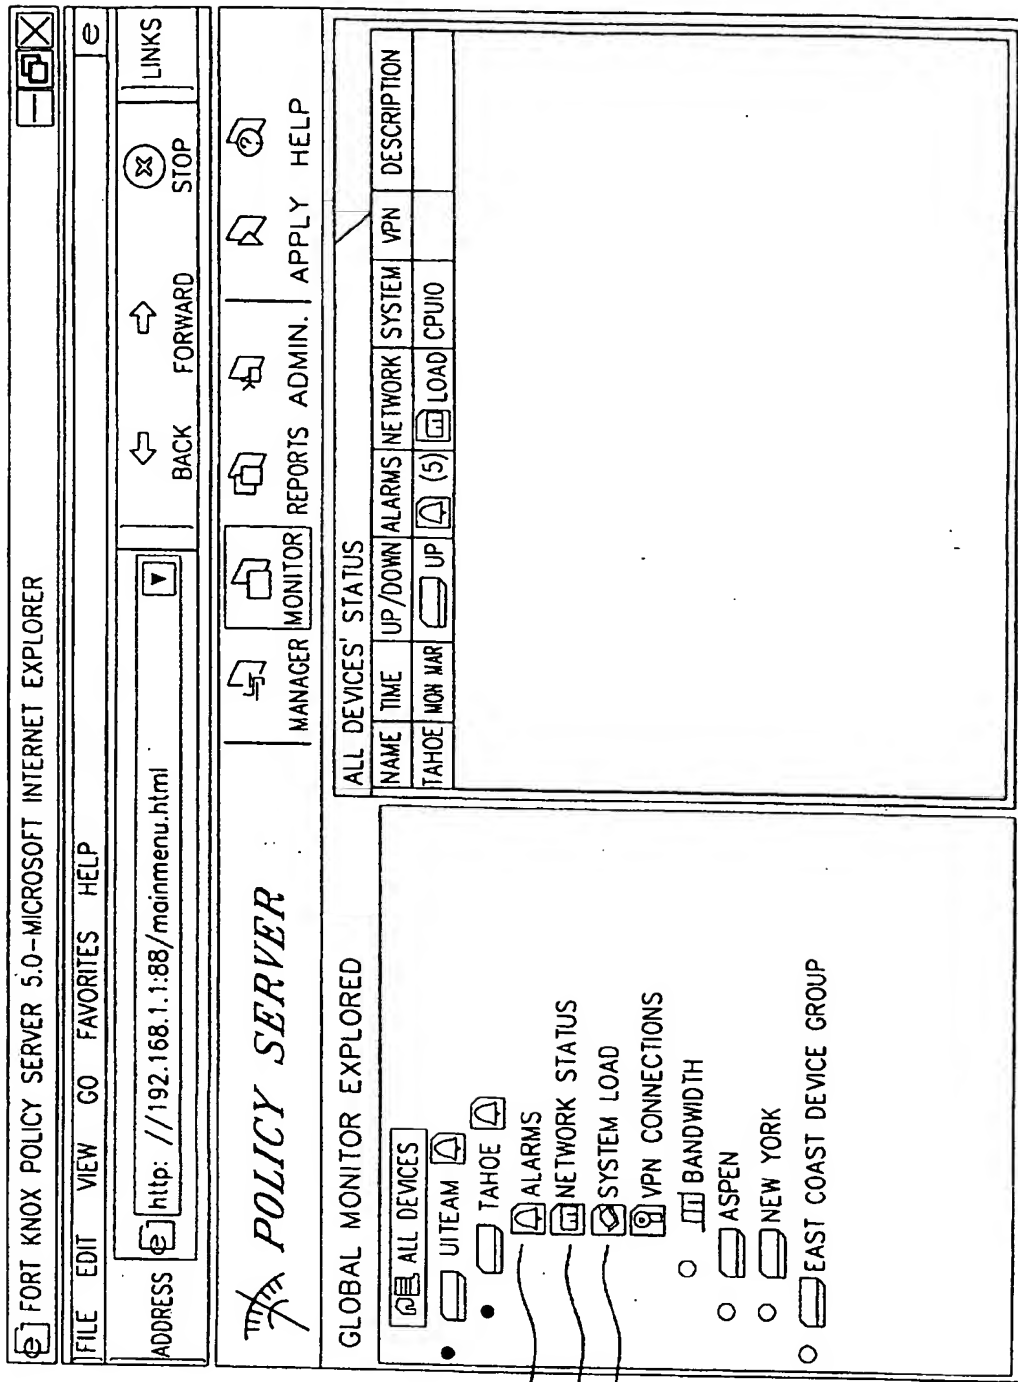 FORT KNOX POLICY SERVER 5.0-MICROSOFT INTERNET EXPLORER
FILE EDIT VIEW GO FAVORITES HELP
ADDRESS http: //192.168.1.1:88/mainmenu.html BACK FORWARD STOP LINKS
POLICY SERVER MANAGER MONITOR REPORTS ADMIN. APPLY HELP
GLOBAL MONITOR EXPLORED
ALL DEVICES
UITEAM
TAHOE
ALARMS
NETWORK STATUS
SYSTEM LOAD
VPN CONNECTIONS
BANDWIDTH
ASPEN
NEW YORK
EAST COAST DEVICE GROUP
ALL DEVICES' STATUS
NAME TIME UP/DOWN ALARMS NETWORK SYSTEM VPN DESCRIPTION
TAHOE MON MAR UP (5) LOAD CPUIO